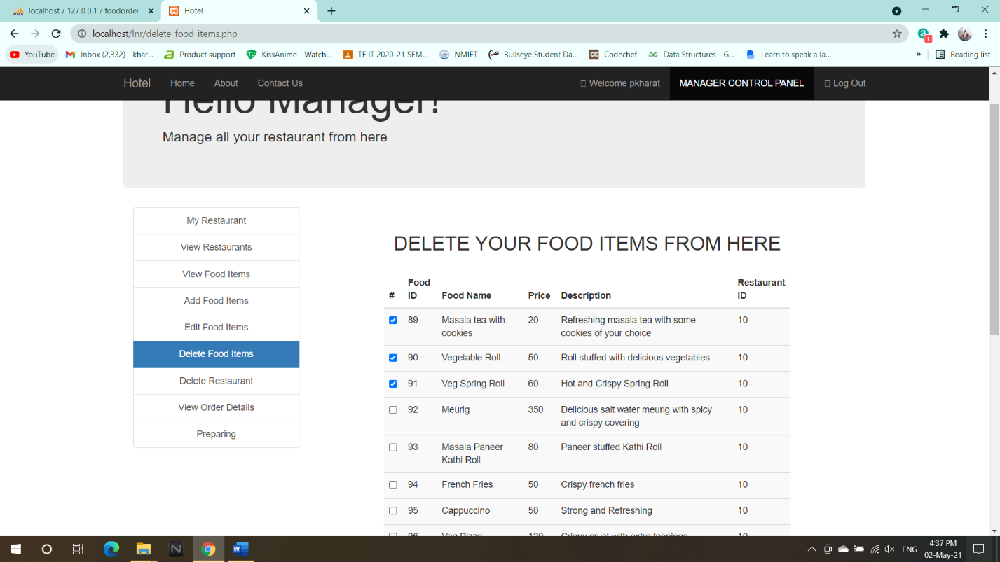 localhost / 127.0.0.1 / foodorder
Hotel
localhost/lnr/delete_food_items.php
YouTube
Inbox (2,332) - khar...
Product support
KissAnime - Watch...
TE IT 2020-21 SEM...
NMIET
Bullseye Student Da...
Codechef
Data Structures - G...
Learn to speak a la...
»
Reading list
Hotel Home About Contact Us Welcome pkharat MANAGER CONTROL PANEL Log Out
Hello Manager!
Manage all your restaurant from here
My Restaurant
View Restaurants
View Food Items
Add Food Items
Edit Food Items
Delete Food Items
Delete Restaurant
View Order Details
Preparing
DELETE YOUR FOOD ITEMS FROM HERE
# Food ID Food Name Price Description Restaurant ID
89 Masala tea with cookies 20 Refreshing masala tea with some cookies of your choice 10
90 Vegetable Roll 50 Roll stuffed with delicious vegetables 10
91 Veg Spring Roll 60 Hot and Crispy Spring Roll 10
92 Meurig 350 Delicious salt water meurig with spicy and crispy covering 10
93 Masala Paneer Kathi Roll 80 Paneer stuffed Kathi Roll 10
94 French Fries 50 Crispy french fries 10
95 Cappuccino 50 Strong and Refreshing 10
96 Veg Pizza 120 Crispy crust with extra toppings 10
ENG
4:37 PM
02-May-21